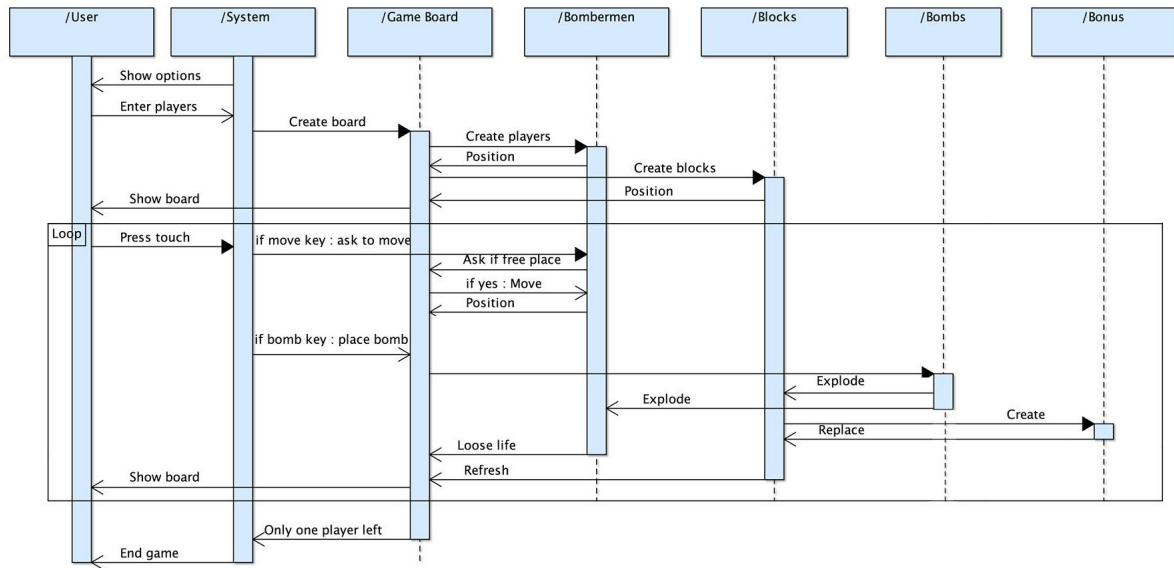 /User
/System
/Game Board
/Bombermen
/Blocks
/Bombs
/Bonus
Show options
Enter players
Create board
Create players
Position
Create blocks
Position
Show board
Loop
Press touch
if move key : ask to move
Ask if free place
if yes : Move
Position
if bomb key : place bomb
Explode
Explode
Create
Replace
Loose life
Refresh
Show board
Only one player left
End game